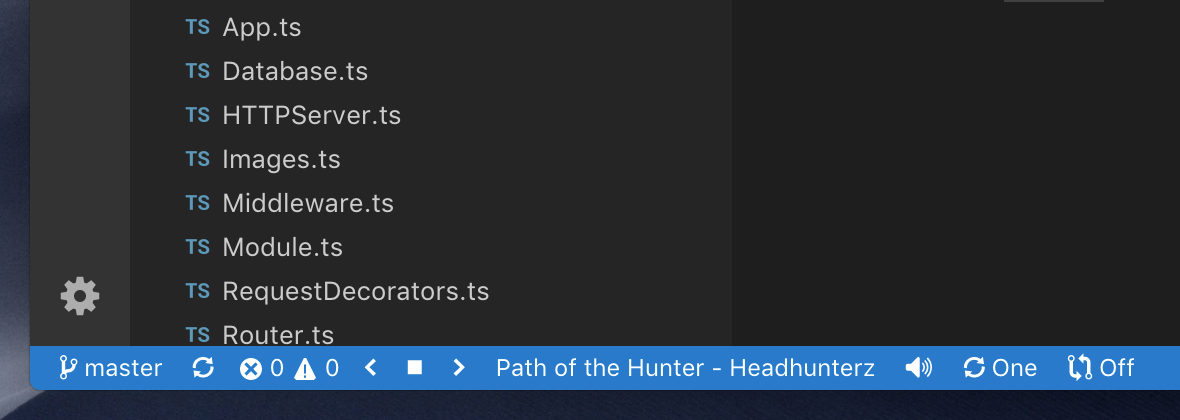 TS App.ts
TS Database.ts
TS HTTPServer.ts
TS Images.ts
TS Middleware.ts
TS Module.ts
TS RequestDecorators.ts
TS Router.ts
master 0 0 Path of the Hunter - Headhunterz One Off